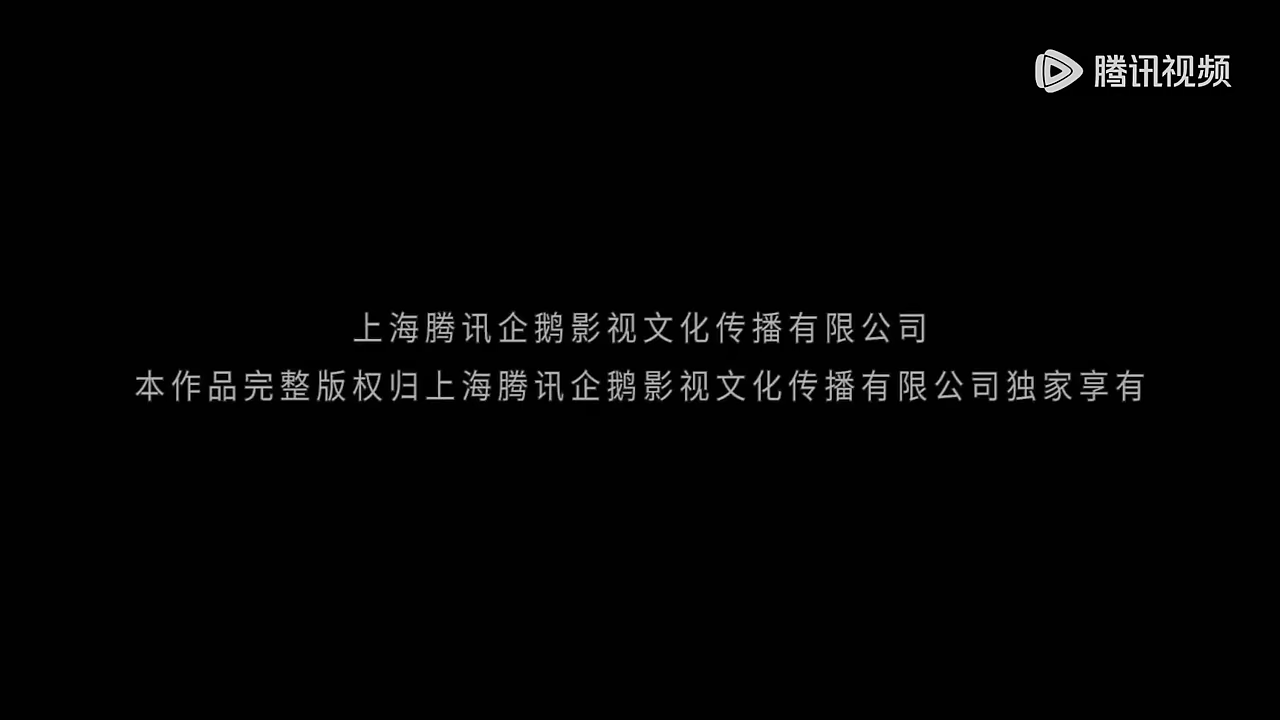 腾讯视频
上海腾讯企鹅影视文化传播有限公司
本作品完整版权归上海腾讯企鹅影视文化传播有限公司独家享有